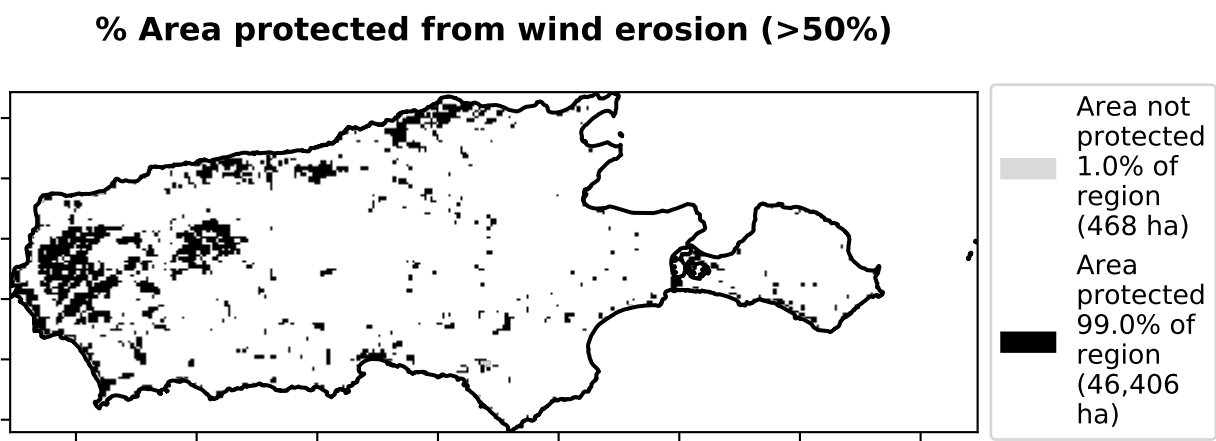 % Area protected from wind erosion (>50%)
Area not
protected
1.0% of
region
(468 ha)
Area
protected
99.0% of
region
(46,406
ha)